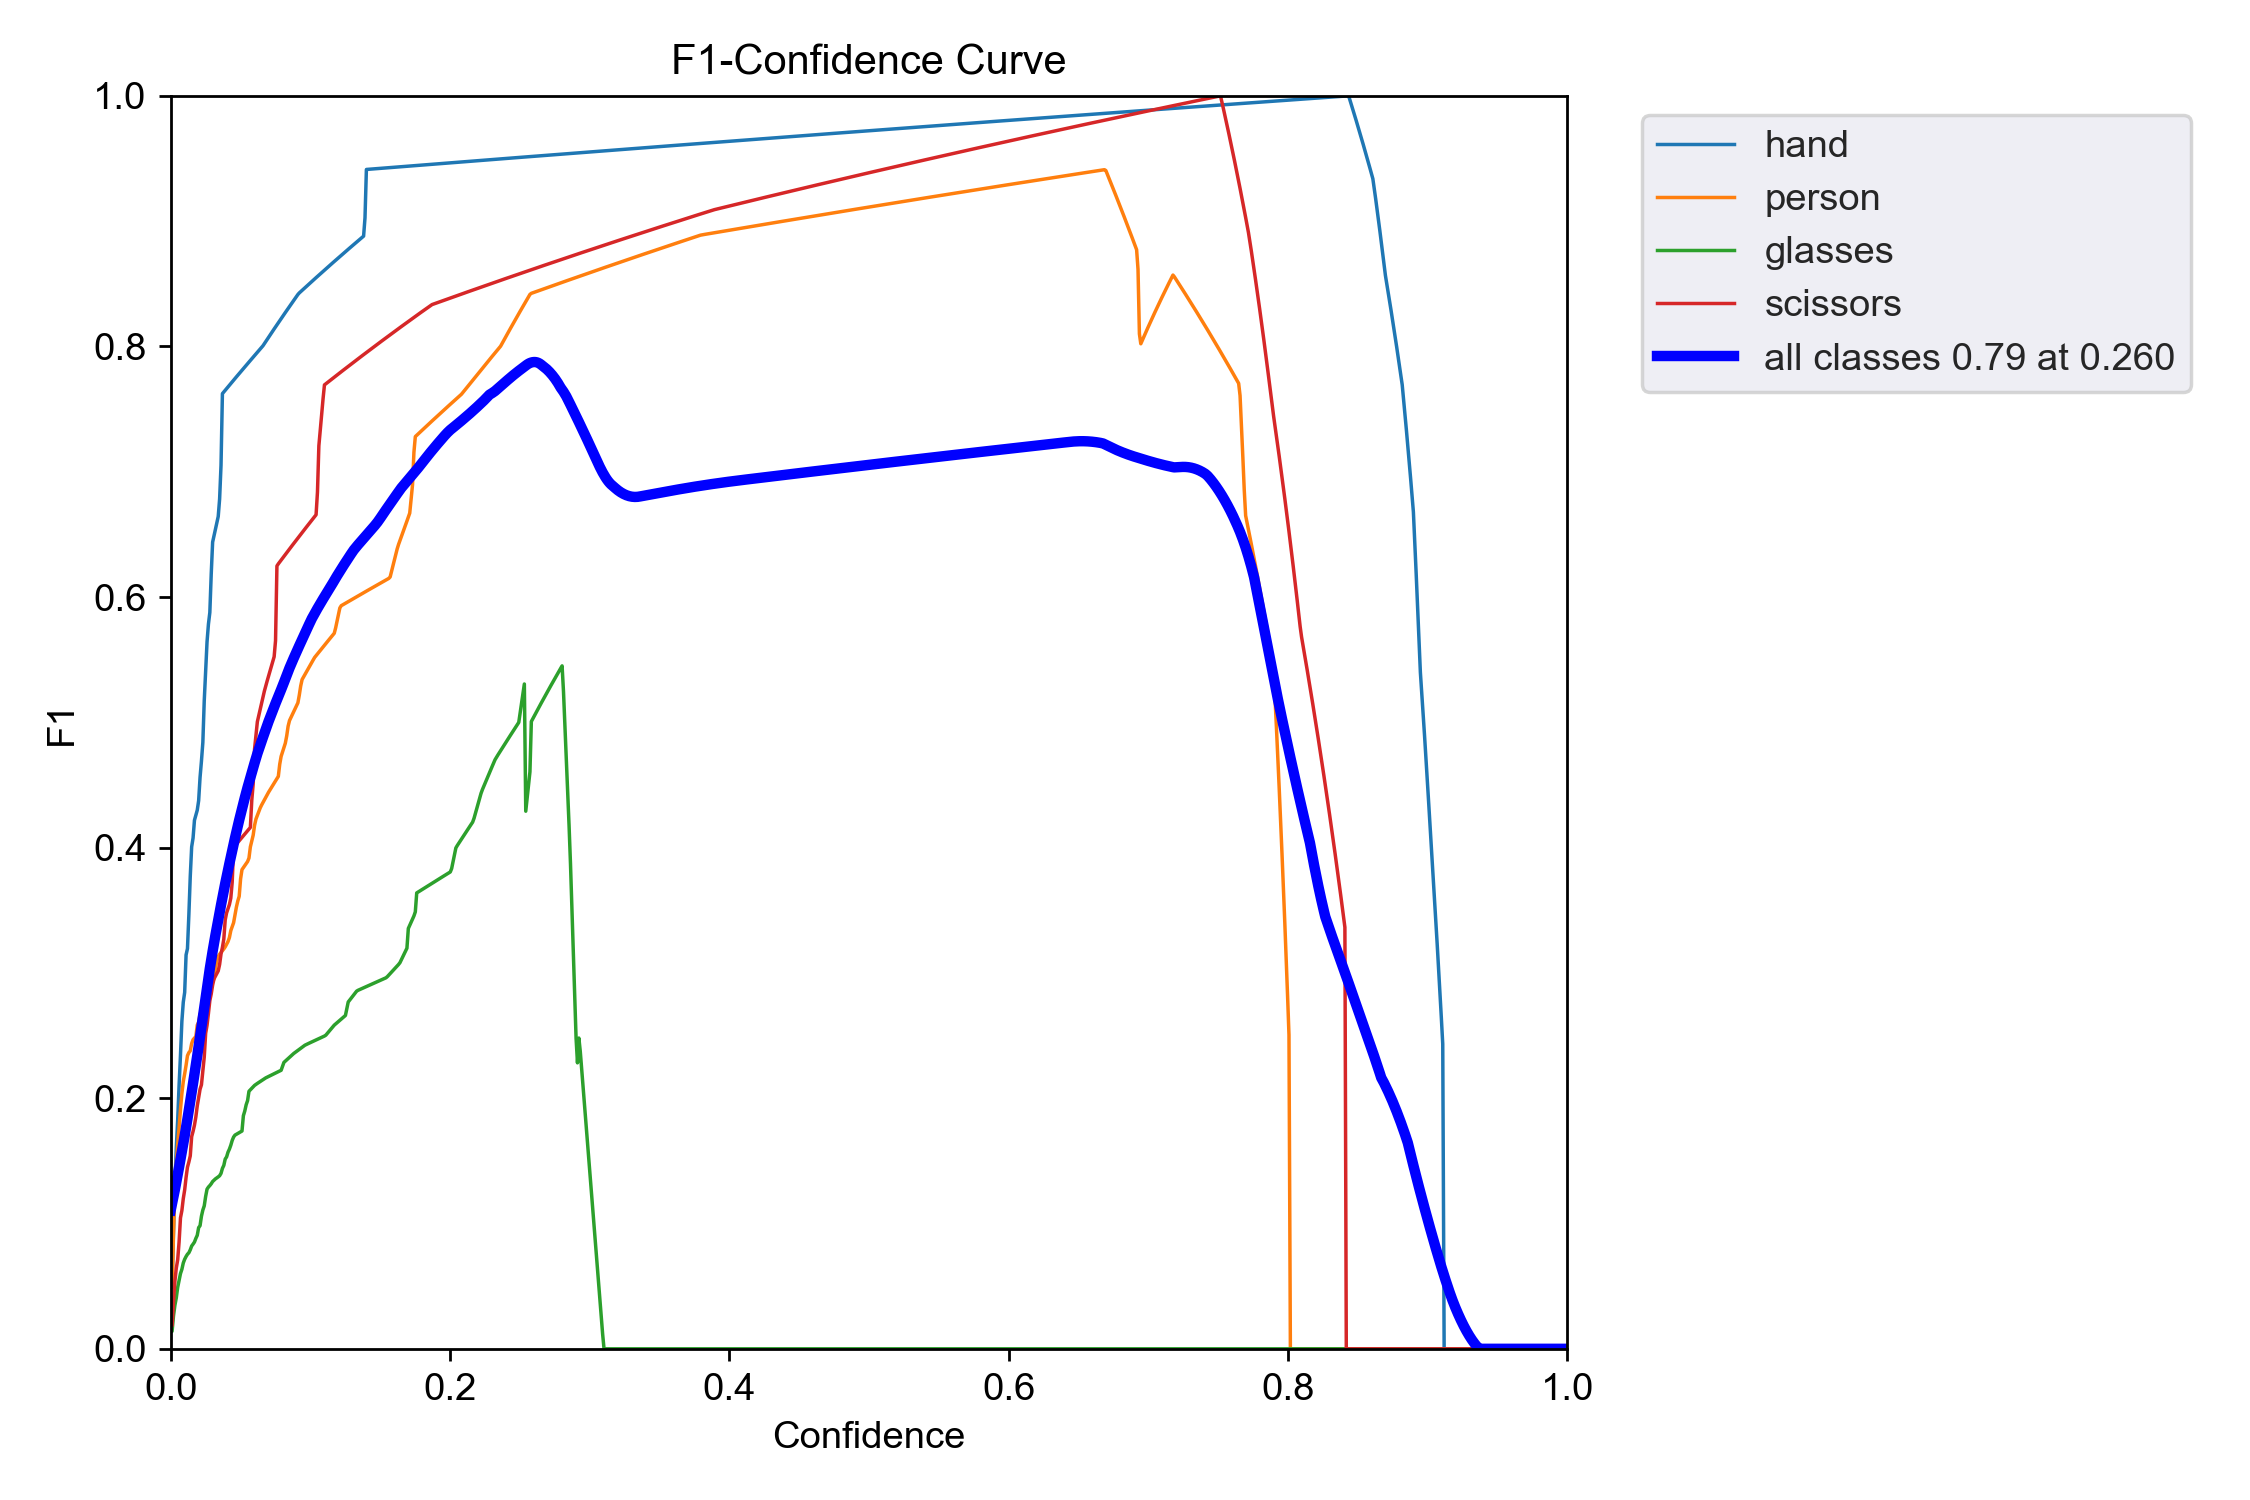 F1-Confidence Curve
1.0
0.8
0.6
0.4
0.2
0.0
F1
0.0 0.2 0.4 0.6 0.8 1.0
Confidence
hand
person
glasses
scissors
all classes 0.79 at 0.260